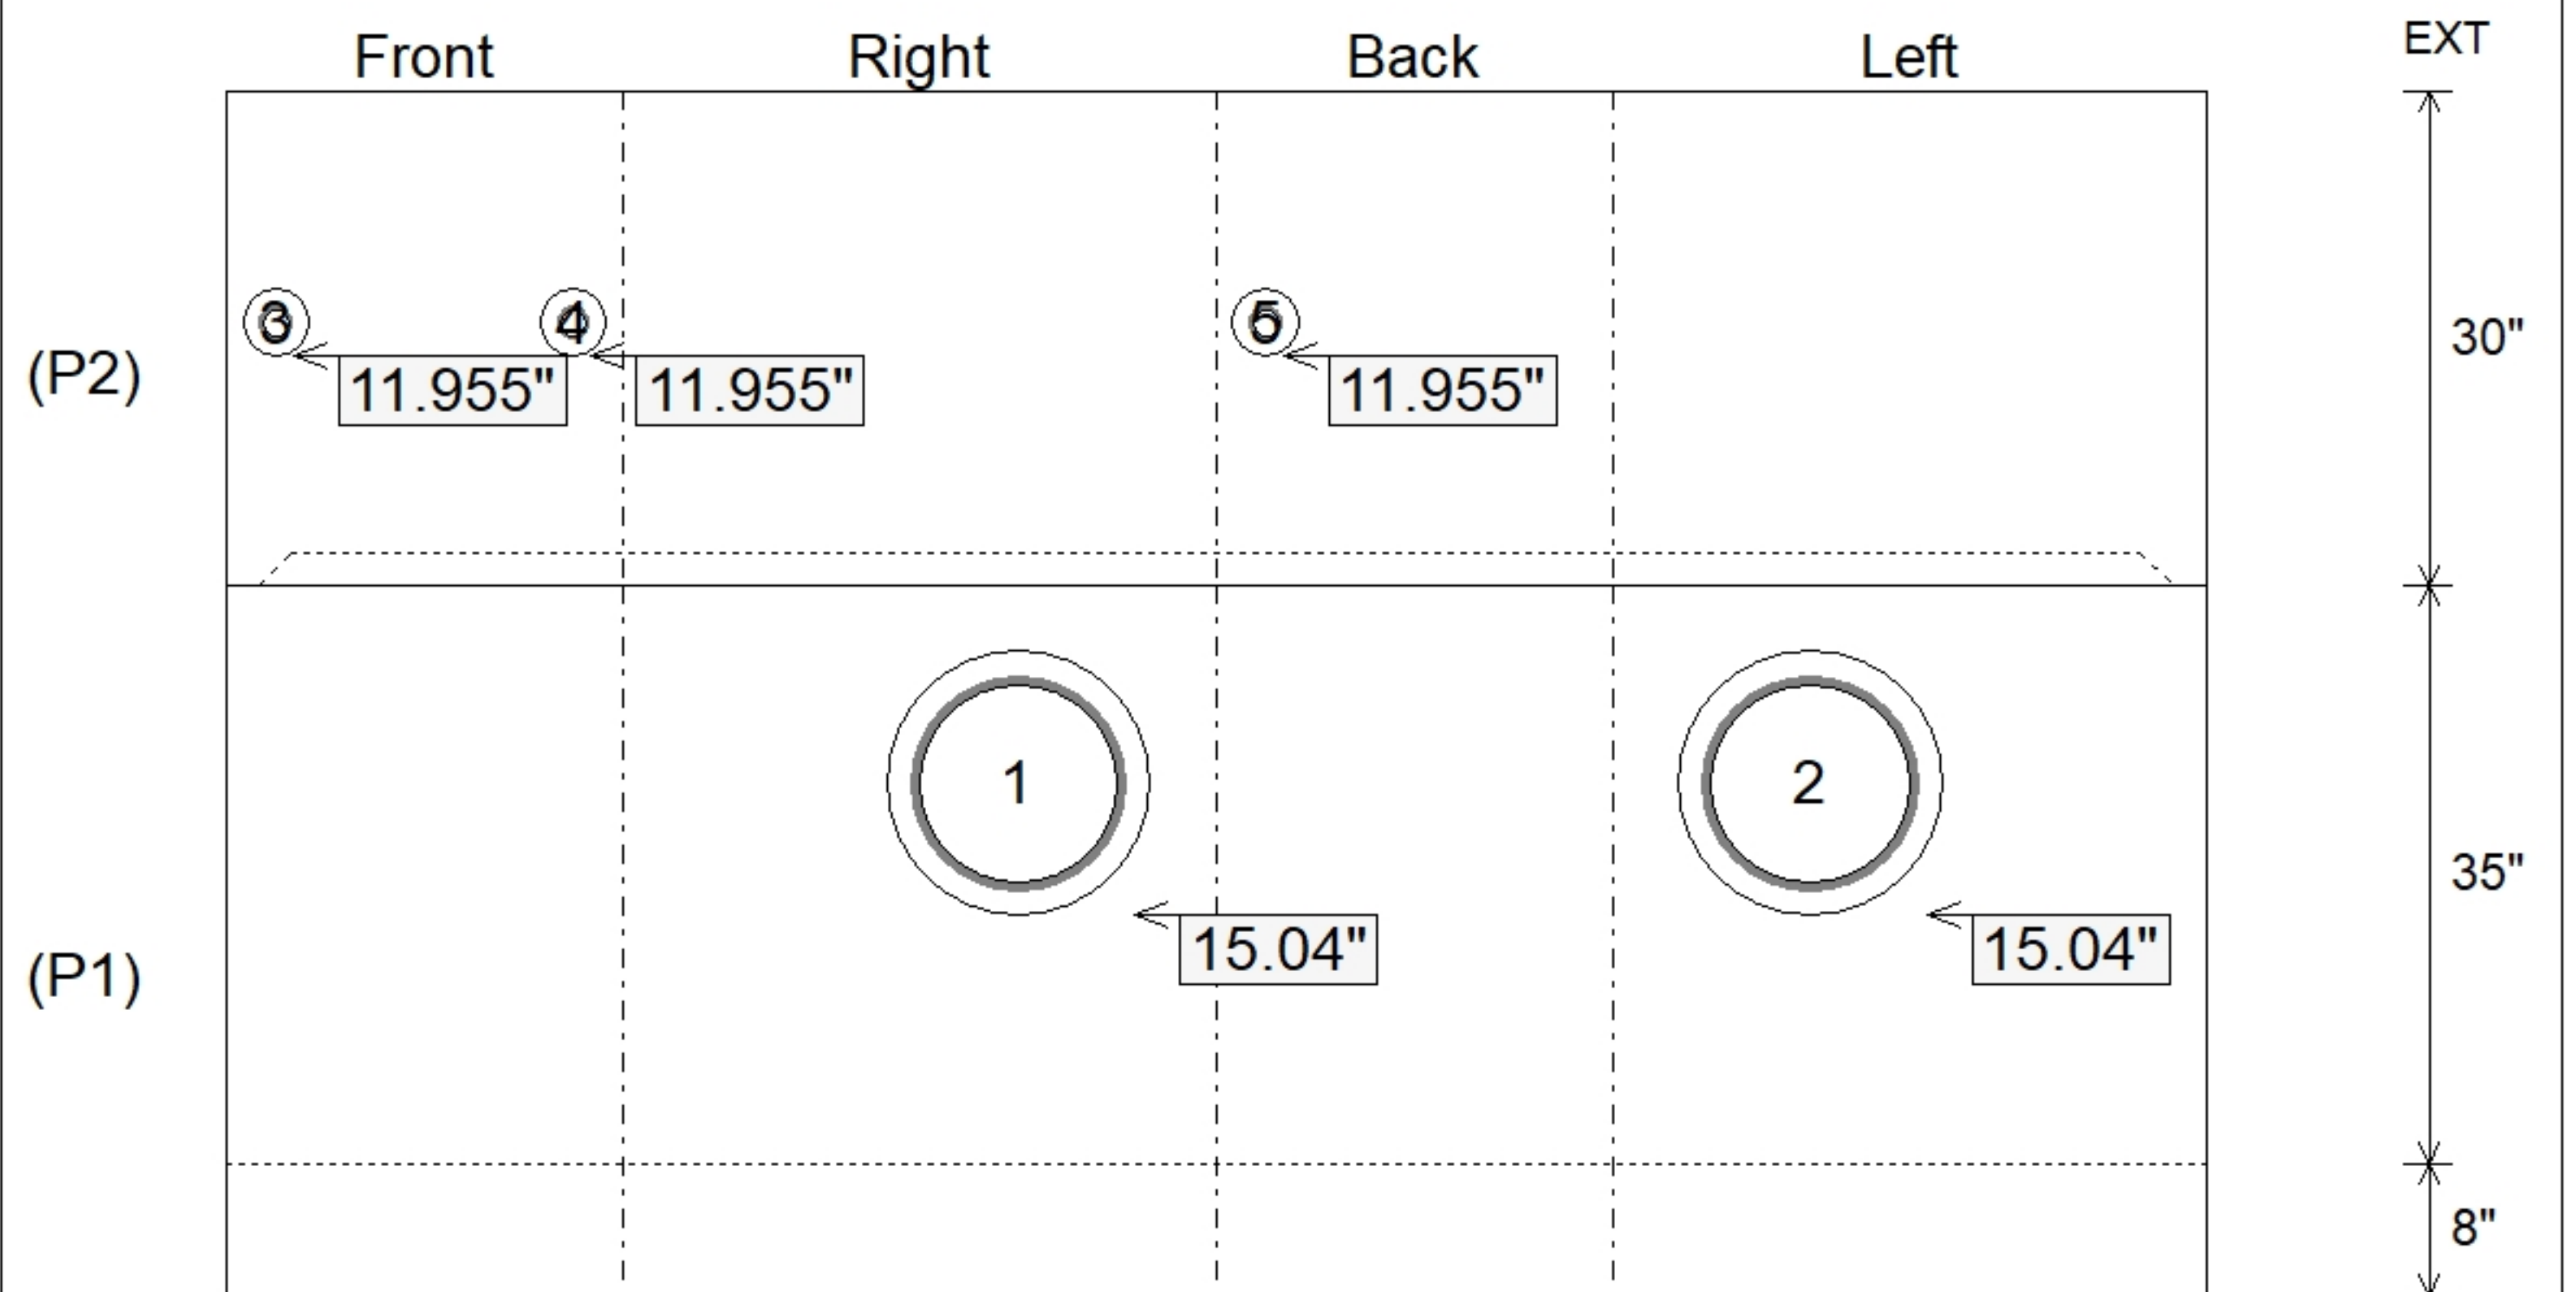 EXT
Front Right Back Left
3 4 5
30"
(P2)
11.955" 11.955" 11.955"
1 2
35"
15.04" 15.04"
(P1)
8"